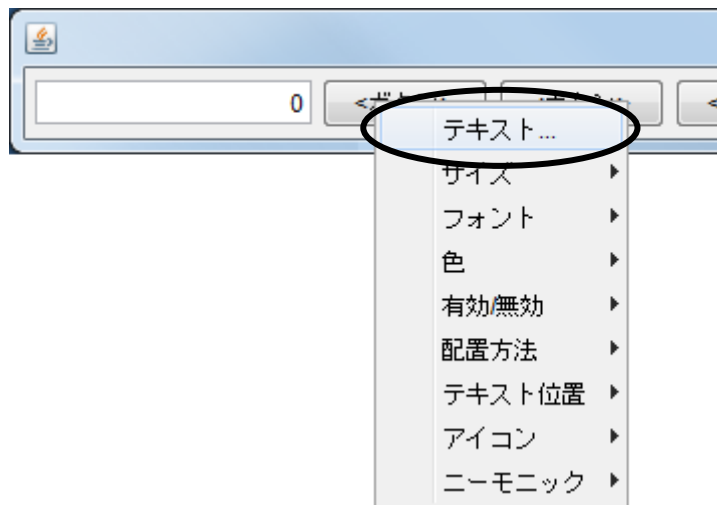 0
テキスト...
サイズ
フォント
色
有効/無効
配置方法
テキスト位置
アイコン
ニーモニック